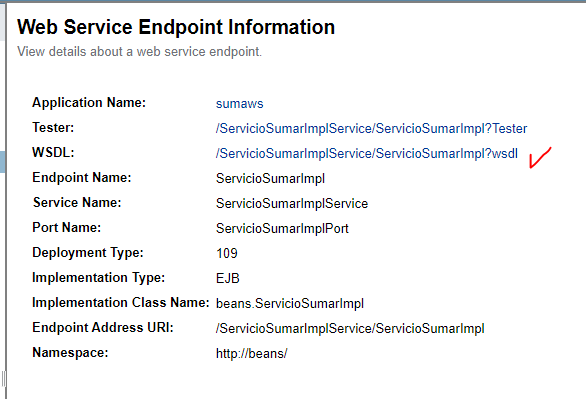 Web Service Endpoint Information
View details about a web service endpoint.
Application Name: sumaws
Tester: /ServicioSumarImplService/ServicioSumarImpl?Tester
WSDL: /ServicioSumarImplService/ServicioSumarImpl?wsdl
Endpoint Name: ServicioSumarImpl
Service Name: ServicioSumarImplService
Port Name: ServicioSumarImplPort
Deployment Type: 109
Implementation Type: EJB
Implementation Class Name: beans.ServicioSumarImpl
Endpoint Address URI: /ServicioSumarImplService/ServicioSumarImpl
Namespace: http://beans/